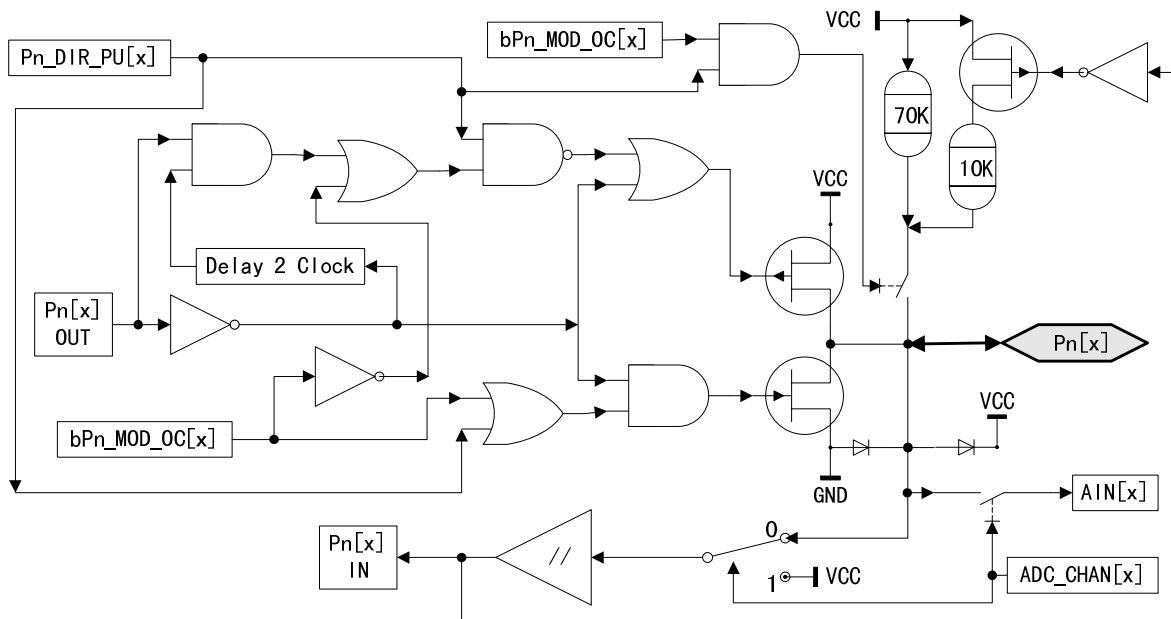 bPn_MOD_OC[x]
VCC
Pn_DIR_PU[x]
70K
10K
VCC
Delay 2 Clock
Pn[x]
OUT
Pn[x]
bPn_MOD_OC[x]
VCC
GND
AIN[x]
Pn[x]
IN
//
0
1
VCC
ADC_CHAN[x]